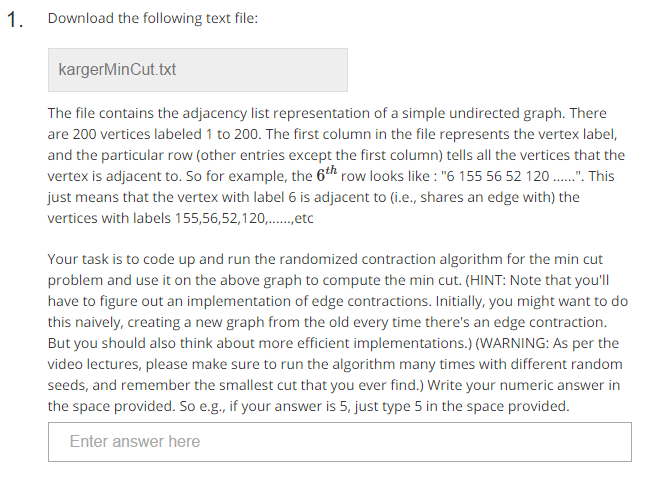 1. Download the following text file:
kargerMinCut.txt
The file contains the adjacency list representation of a simple undirected graph. There
are 200 vertices labeled 1 to 200. The first column in the file represents the vertex label,
and the particular row (other entries except the first column) tells all the vertices that the
vertex is adjacent to. So for example, the 6th row looks like : "6 155 56 52 120 ......". This
just means that the vertex with label 6 is adjacent to (i.e., shares an edge with) the
vertices with labels 155,56,52,120,......,etc
Your task is to code up and run the randomized contraction algorithm for the min cut
problem and use it on the above graph to compute the min cut. (HINT: Note that you'll
have to figure out an implementation of edge contractions. Initially, you might want to do
this naively, creating a new graph from the old every time there's an edge contraction.
But you should also think about more efficient implementations.) (WARNING: As per the
video lectures, please make sure to run the algorithm many times with different random
seeds, and remember the smallest cut that you ever find.) Write your numeric answer in
the space provided. So e.g., if your answer is 5, just type 5 in the space provided.
Enter answer here